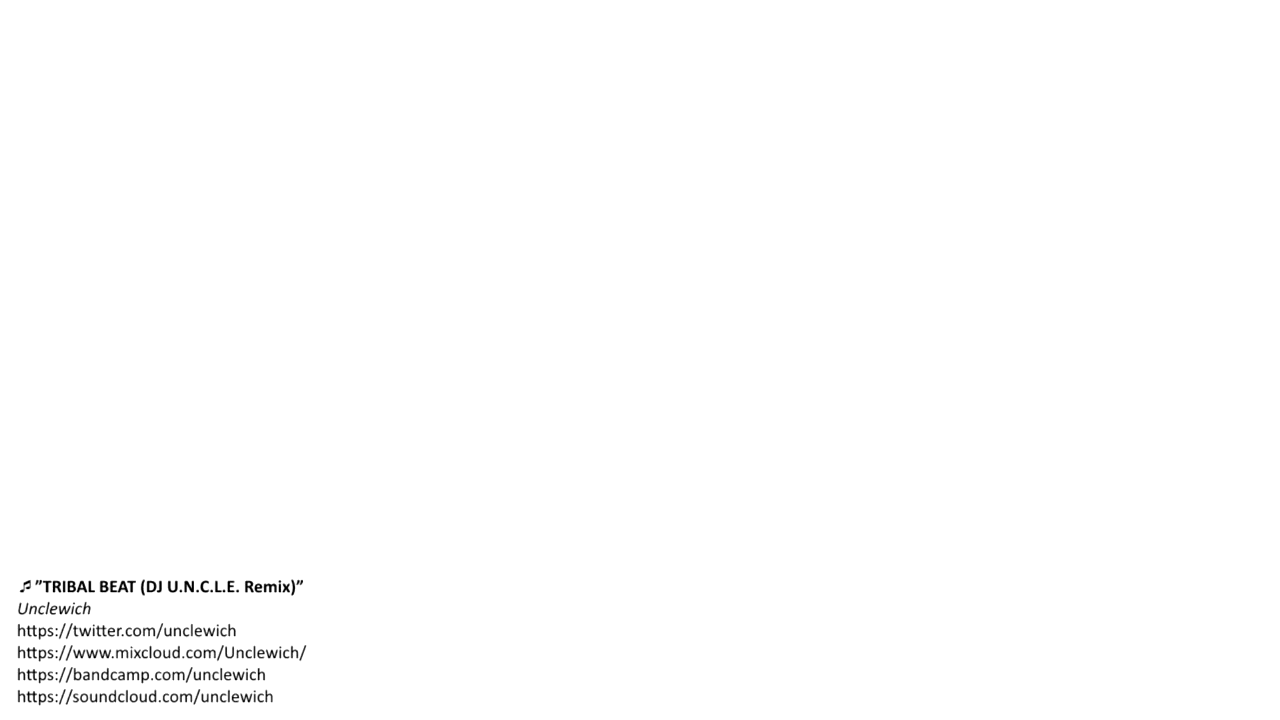 ♫ ”TRIBAL BEAT (DJ U.N.C.L.E. Remix)”
Unclewich
https://twitter.com/unclewich
https://www.mixcloud.com/Unclewich/
https://bandcamp.com/unclewich
https://soundcloud.com/unclewich